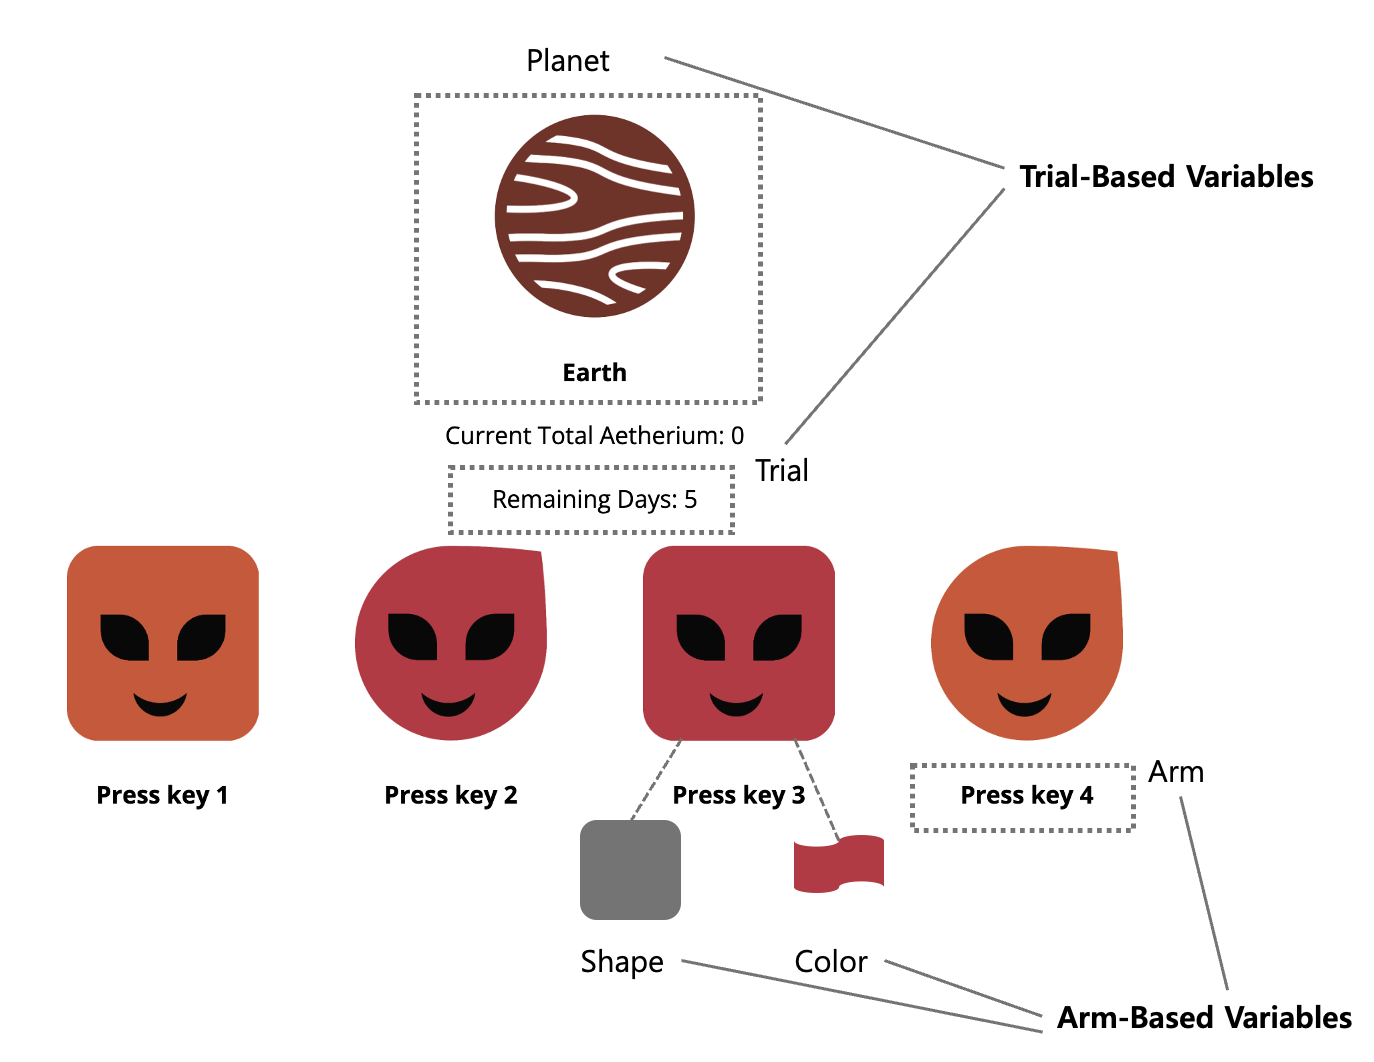 Planet
Trial-Based Variables
Earth
Current Total Aetherium: 0
Trial
Remaining Days: 5
Arm
Press key 1
Press key 2
Press key 3
Press key 4
Shape
Color
Arm-Based Variables